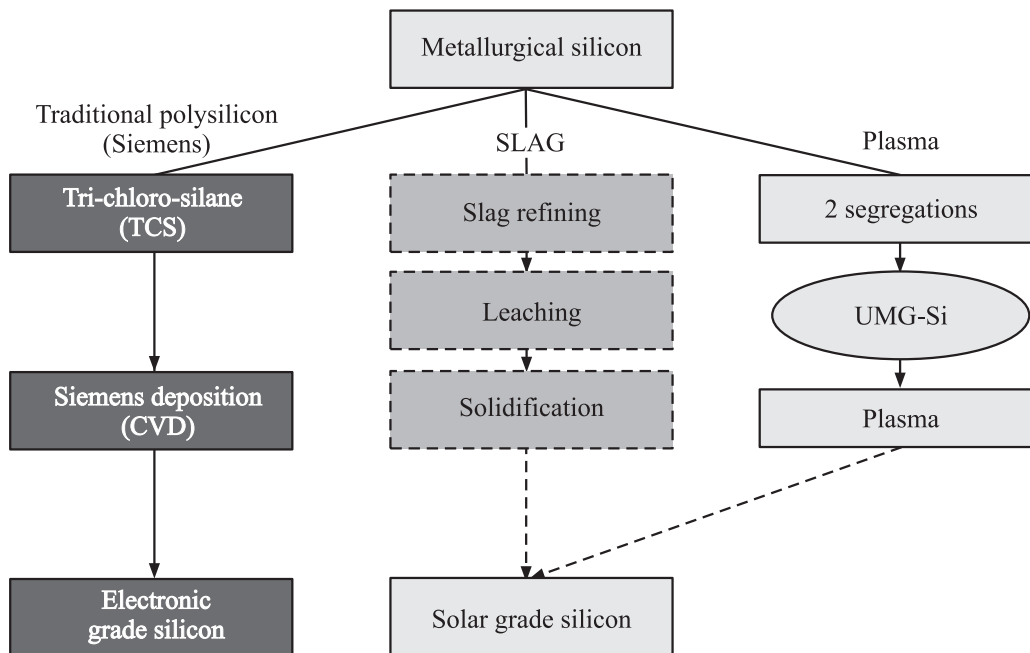 Metallurgical silicon
Traditional polysilicon
(Siemens)
SLAG
Plasma
Tri-chloro-silane
(TCS)
Slag refining
2 segregations
Leaching
UMG-Si
Siemens deposition
(CVD)
Solidification
Plasma
Electronic
grade silicon
Solar grade silicon